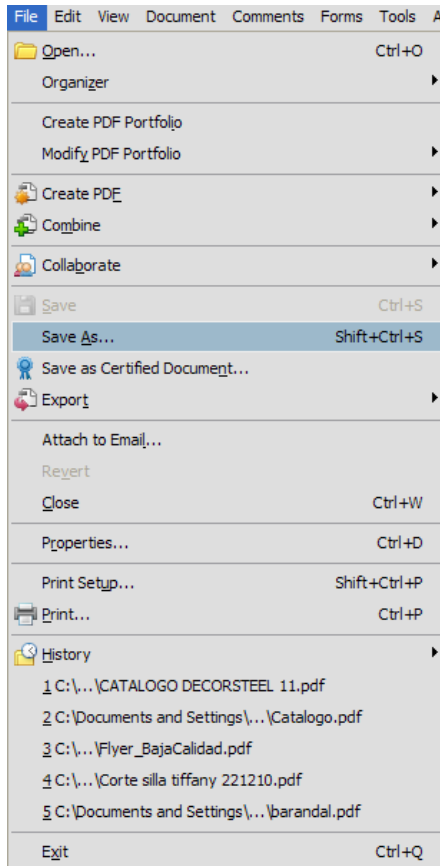 File Edit View Document Comments Forms Tools A
Open... Ctrl+O
Organizer
Create PDF Portfolio
Modify PDF Portfolio
Create PDF
Combine
Collaborate
Save Ctrl+S
Save As... Shift+Ctrl+S
Save as Certified Document...
Export
Attach to Email...
Revert
Close Ctrl+W
Properties... Ctrl+D
Print Setup... Shift+Ctrl+P
Print... Ctrl+P
History
1 C:\...\CATALOGO DECORSTEEL 11.pdf
2 C:\Documents and Settings\...\Catalogo.pdf
3 C:\...\Flyer_BajaCalidad.pdf
4 C:\...\Corte silla tiffany 221210.pdf
5 C:\Documents and Settings\...\barandal.pdf
Exit Ctrl+Q